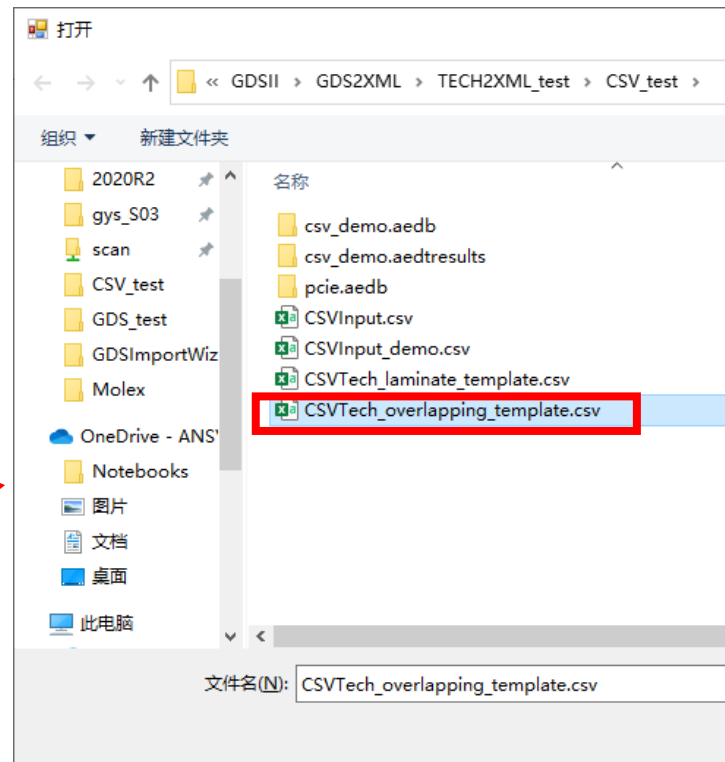 打开
« GDSII › GDS2XML › TECH2XML_test › CSV_test ›
组织 新建文件夹
名称
2020R2
gys_S03
scan
CSV_test
GDS_test
GDSImportWiz
Molex
OneDrive - ANS
Notebooks
图片
文档
桌面
此电脑
csv_demo.aedb
csv_demo.aedtresults
pcie.aedb
CSVInput.csv
CSVInput_demo.csv
CSVTech_laminate_template.csv
CSVTech_overlapping_template.csv
文件名(N): CSVTech_overlapping_template.csv